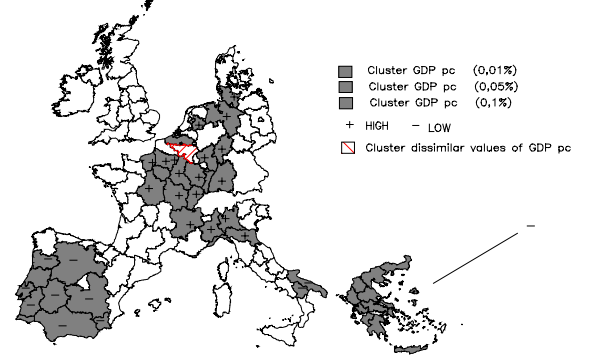 Cluster GDP pc (0,01%)
Cluster GDP pc (0,05%)
Cluster GDP pc (0,1%)
+ HIGH − LOW
Cluster dissimilar values of GDP pc